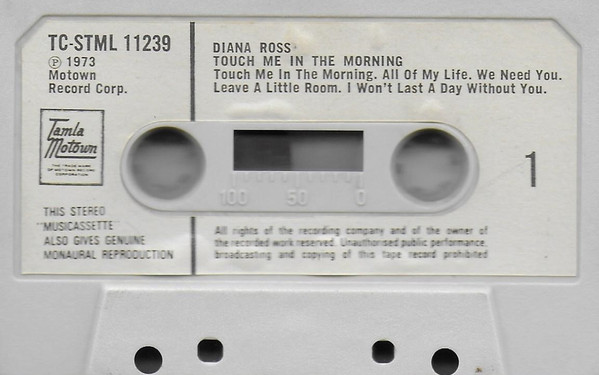 TC-STML 11239
Ⓟ 1973
Motown
Record Corp.
DIANA ROSS
TOUCH ME IN THE MORNING
Touch Me In The Morning. All Of My Life. We Need You.
Leave A Little Room. I Won't Last A Day Without You.
Tamla
Motown
THE TRADE MARK
OF MOTOWN RECORD
CORPORATION
1
100 50 0
THIS STEREO
"MUSICASSETTE"
ALSO GIVES GENUINE
MONAURAL REPRODUCTION
All rights of the recording company and of the owner of
the recorded work reserved. Unauthorised public performance,
broadcasting and copying of this tape record prohibited